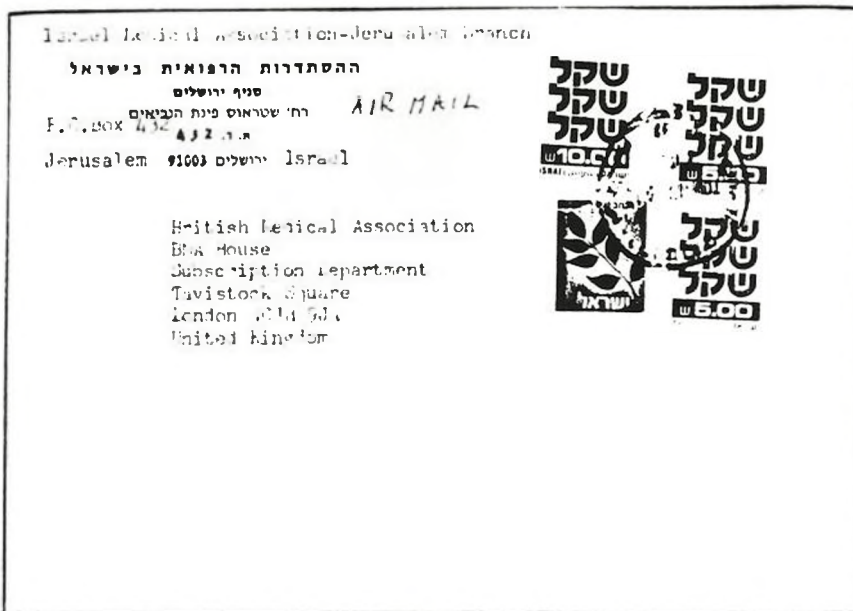 Israel Medical Association-Jerusalem Branch
ההסתדרות הרפואית בישראל
סניף ירושלים
רח׳ שטראוס פינת הנביאים
AIR MAIL
P.O.Box 432
ת.ד. 432
Jerusalem 91003 ירושלים Israel
British Medical Association
BMA House
Subscription Department
Tavistock Square
London
United Kingdom
שקל
שקל
שקל
10.00
שקל
שקל
שקל
ישראל
שקל
שקל
שקל
5.00